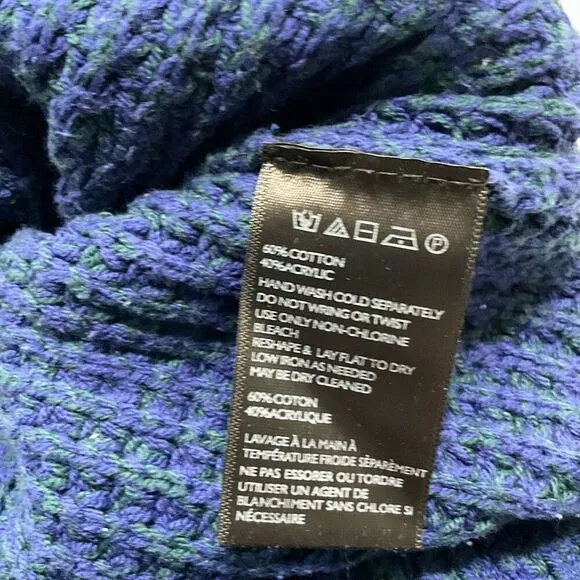 P
60% COTTON
40% ACRYLIC
HAND WASH COLD SEPARATELY
DO NOT WRING OR TWIST
USE ONLY NON-CHLORINE
BLEACH
RESHAPE & LAY FLAT TO DRY
LOW IRON AS NEEDED
MAY BE DRY CLEANED
60% COTON
40% ACRYLIQUE
LAVAGE À LA MAIN À
TEMPÉRATURE FROIDE SÉPARÉMENT
NE PAS ESSORER OU TORDRE
UTILISER UN AGENT DE
BLANCHIMENT SANS CHLORE SI
NÉCESSAIRE